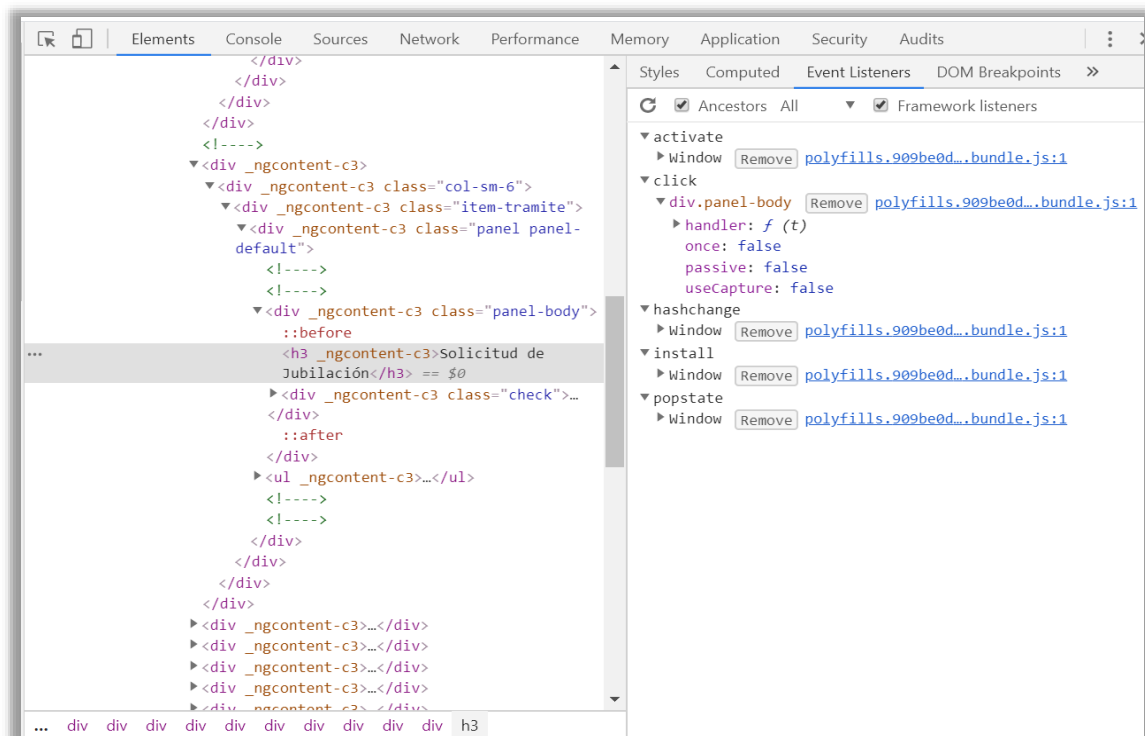 Elements Console Sources Network Performance Memory Application Security Audits
</div>
</div>
</div>
</div>
<!---->
▼<div _ngcontent-c3>
▼<div _ngcontent-c3 class="col-sm-6">
▼<div _ngcontent-c3 class="item-tramite">
▼<div _ngcontent-c3 class="panel panel-
default">
<!---->
<!---->
▼<div _ngcontent-c3 class="panel-body">
::before
... <h3 _ngcontent-c3>Solicitud de
Jubilación</h3> == $0
▶<div _ngcontent-c3 class="check">…
</div>
::after
</div>
▶<ul _ngcontent-c3>…</ul>
<!---->
<!---->
</div>
</div>
</div>
</div>
▶<div _ngcontent-c3>…</div>
▶<div _ngcontent-c3>…</div>
▶<div _ngcontent-c3>…</div>
▶<div _ngcontent-c3>…</div>
▶<div _ngcontent-c3>…</div>
... div div div div div div div div div div h3
Styles Computed Event Listeners DOM Breakpoints »
Ancestors All ▼ Framework listeners
▼activate
▶Window Remove polyfills.909be0d….bundle.js:1
▼click
▼div.panel-body Remove polyfills.909be0d….bundle.js:1
▶handler: ƒ (t)
once: false
passive: false
useCapture: false
▼hashchange
▶Window Remove polyfills.909be0d….bundle.js:1
▼install
▶Window Remove polyfills.909be0d….bundle.js:1
▼popstate
▶Window Remove polyfills.909be0d….bundle.js:1